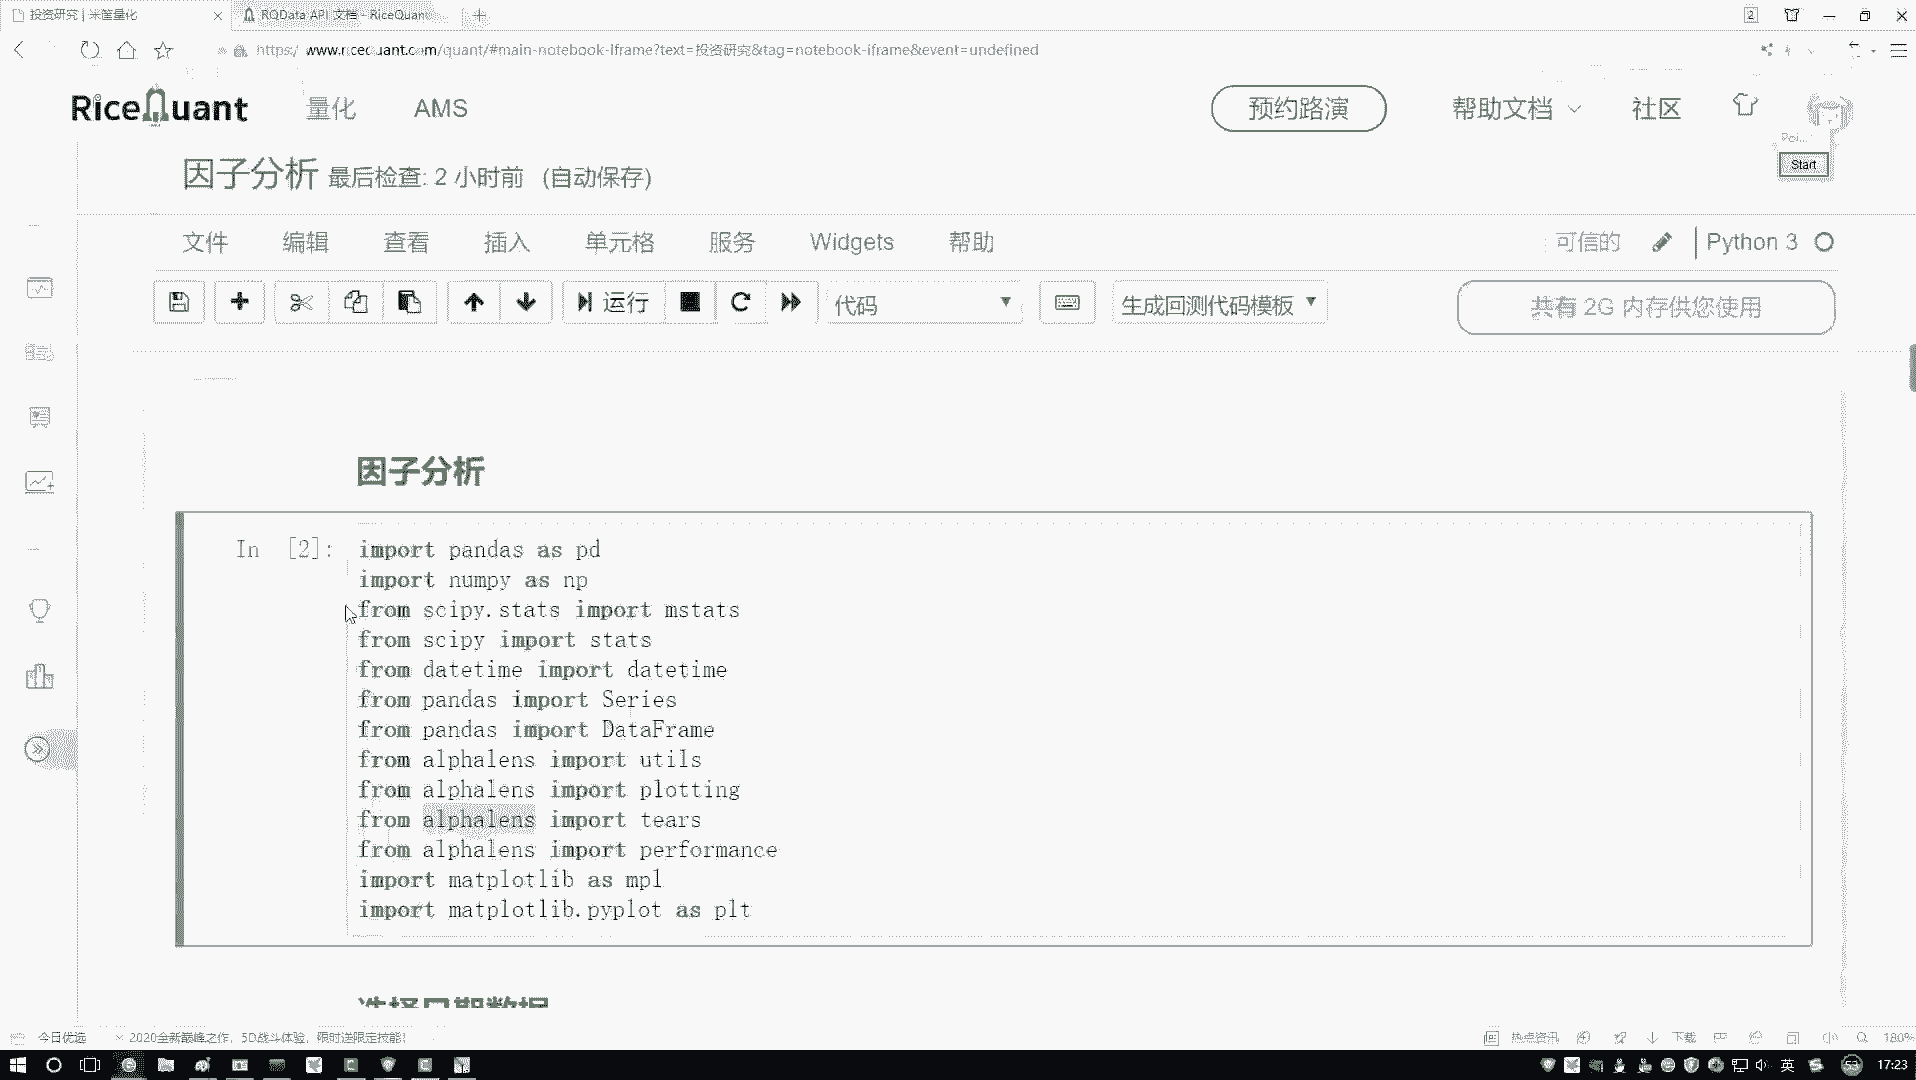 投资研究 | 米筐量化
RQData API 文档 - RiceQuant
2
https://www.ricequant.com/quant/#main-notebook-iframe?text=投资研究&tag=notebook-iframe&event=undefined
RiceQuant 量化 AMS 预约路演 帮助文档 社区
Poi...
Start
因子分析 最后检查: 2 小时前 (自动保存)
文件 编辑 查看 插入 单元格 服务 Widgets 帮助 可信的 Python 3
运行 代码 生成回测代码模板 共有 2G 内存供您使用
因子分析
In [2]: import pandas as pd
import numpy as np
from scipy.stats import mstats
from scipy import stats
from datetime import datetime
from pandas import Series
from pandas import DataFrame
from alphalens import utils
from alphalens import plotting
from alphalens import tears
from alphalens import performance
import matplotlib as mpl
import matplotlib.pyplot as plt
今日优选 2020全新巅峰之作，5D战斗体验，限时送限定技能! 热点资讯 下载 180%
英 53 17:23